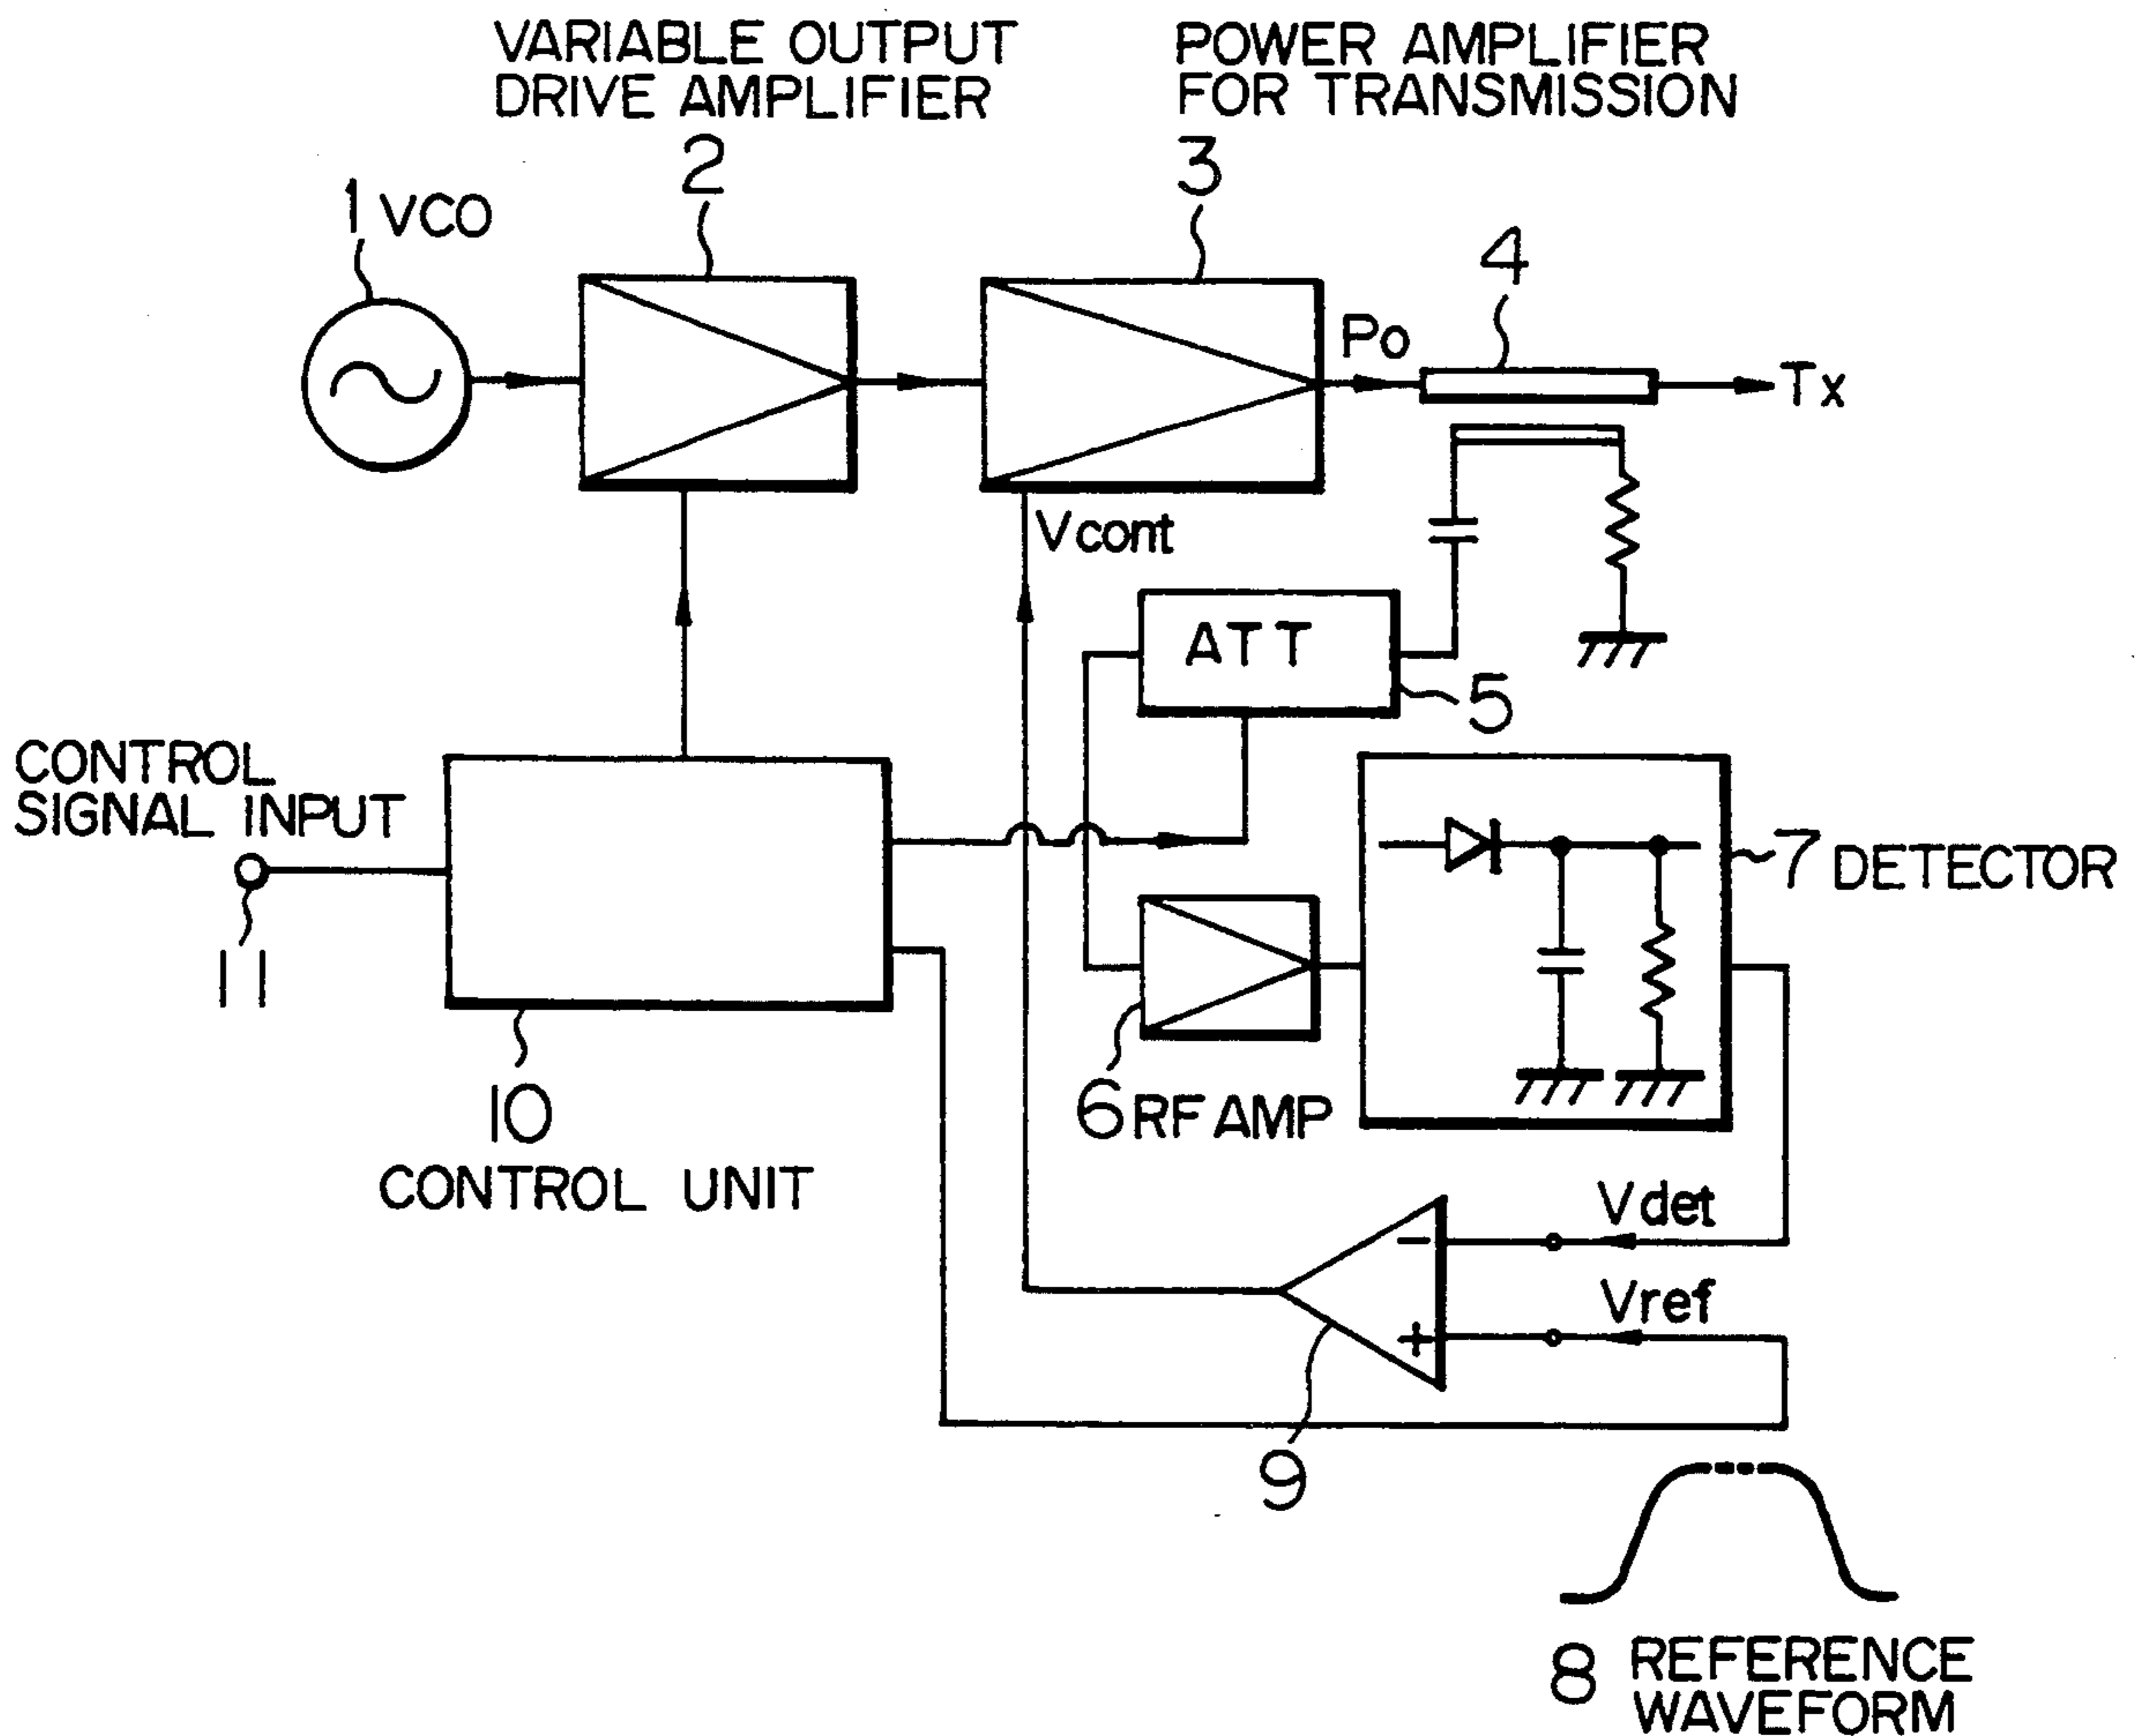 VARIABLE OUTPUT
DRIVE AMPLIFIER
2
POWER AMPLIFIER
FOR TRANSMISSION
3
1 VCO
4
Po
Tx
Vcont
ATT
5
CONTROL
SIGNAL INPUT
11
7 DETECTOR
10
CONTROL UNIT
6 RF AMP
Vdet
−
Vref
+
9
8 REFERENCE
WAVEFORM